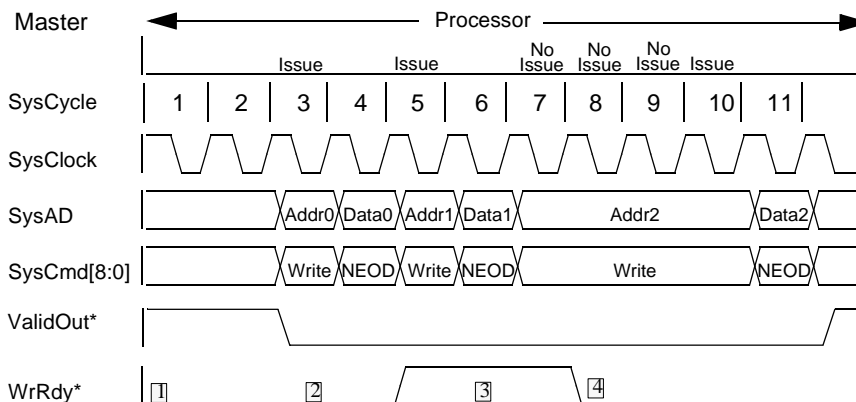 Master Processor
Issue Issue No Issue No Issue No Issue Issue
SysCycle 1 2 3 4 5 6 7 8 9 10 11
SysClock
SysAD Addr0 Data0 Addr1 Data1 Addr2 Data2
SysCmd[8:0] Write NEOD Write NEOD Write NEOD
ValidOut*
WrRdy* 1 2 3 4